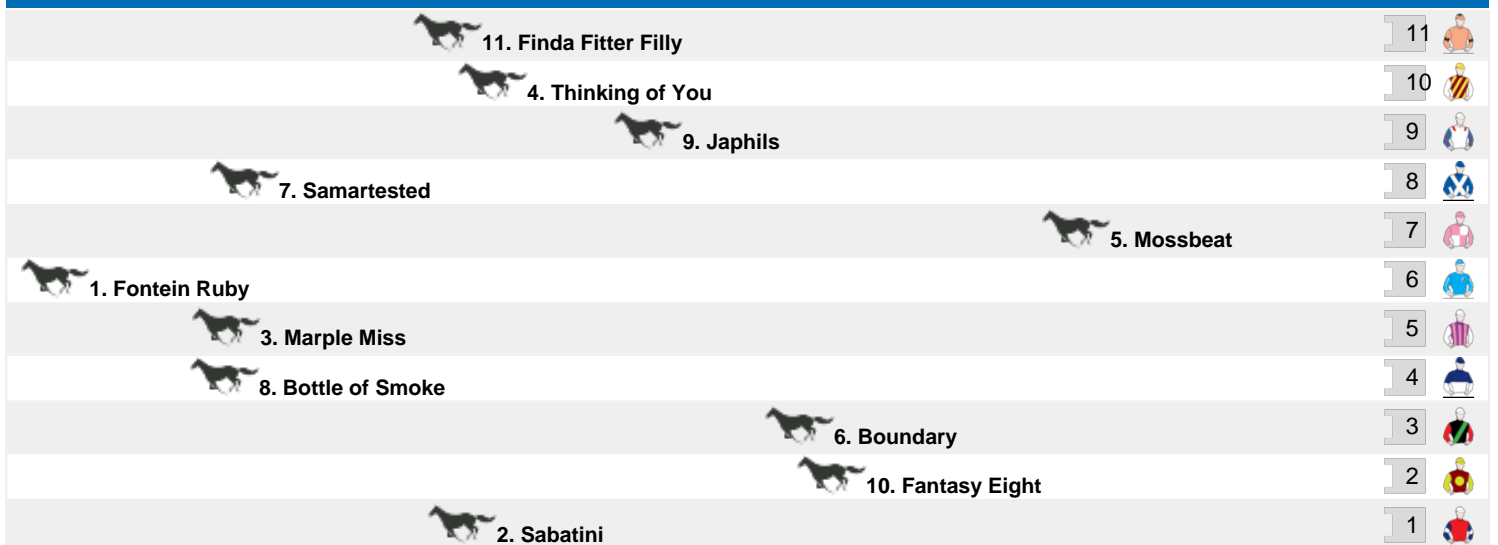 11. Finda Fitter Filly 11
4. Thinking of You 10
9. Japhils 9
7. Samartested 8
5. Mossbeat 7
1. Fontein Ruby 6
3. Marple Miss 5
8. Bottle of Smoke 4
6. Boundary 3
10. Fantasy Eight 2
2. Sabatini 1